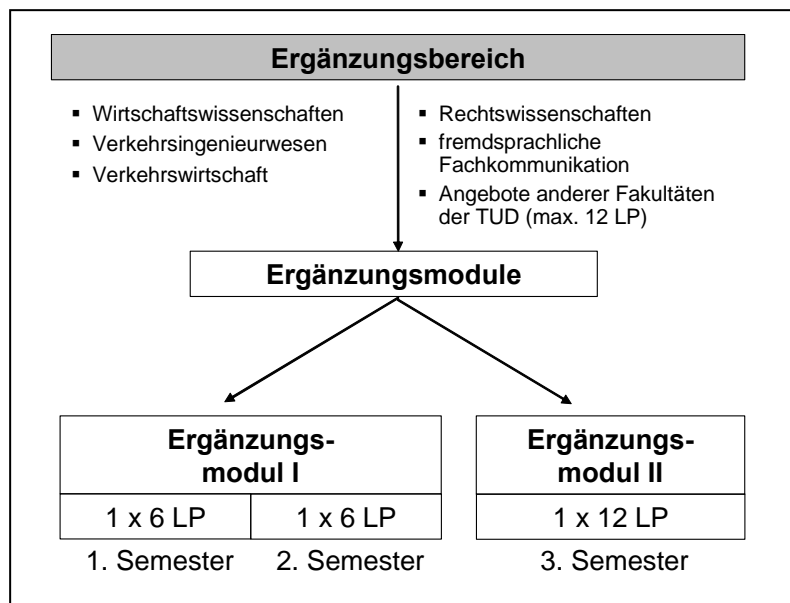 Ergänzungsbereich
▪ Wirtschaftswissenschaften
▪ Verkehrsingenieurwesen
▪ Verkehrswirtschaft
▪ Rechtswissenschaften
▪ fremdsprachliche
Fachkommunikation
▪ Angebote anderer Fakultäten
der TUD (max. 12 LP)
Ergänzungsmodule
Ergänzungs-
modul I
1 x 6 LP
1 x 6 LP
1. Semester
2. Semester
Ergänzungs-
modul II
1 x 12 LP
3. Semester